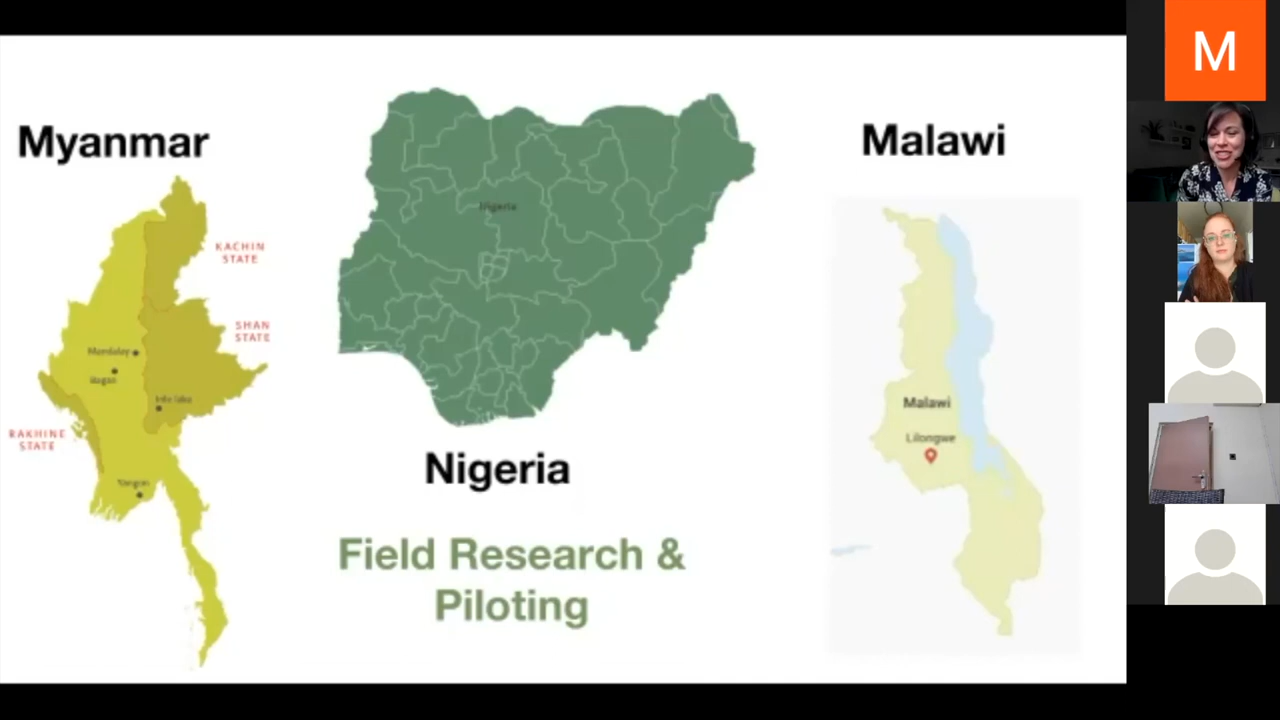 Myanmar
KACHIN
STATE
SHAN
STATE
Mandalay
Bagan
Inle lake
RAKHINE
STATE
Yangon
Nigeria
Nigeria
Field Research &
Piloting
Malawi
Malawi
Lilongwe
M